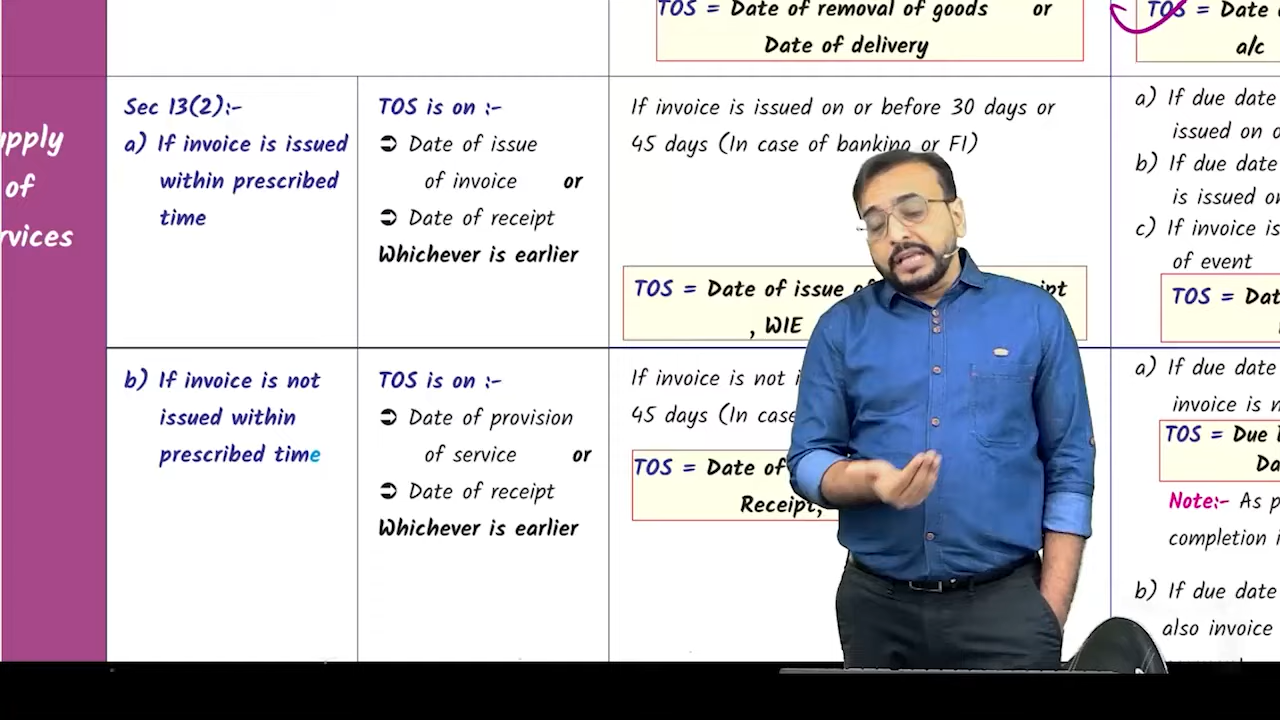 TOS = Date of removal of goods or
Date of delivery
TOS = Date
a/c
upply
of
rvices
Sec 13(2):-
a) If invoice is issued
within prescribed
time
TOS is on :-
➲ Date of issue
of invoice or
➲ Date of receipt
Whichever is earlier
If invoice is issued on or before 30 days or
45 days (In case of banking or FI)
TOS = Date of issue of
, WIE
a) If due date
issued on
b) If due date
is issued
c) If invoice is
of event
TOS =
b) If invoice is not
issued within
prescribed time
TOS is on :-
➲ Date of provision
of service or
➲ Date of receipt
Whichever is earlier
If invoice is not
45 days (In case
TOS = Date of
Receipt,
a) If due date
invoice is
TOS = Due
Note:- As
completion
b) If due date
also invoice